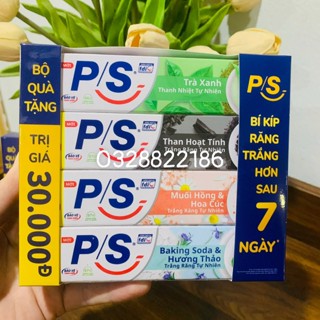 BỘ
QUÀ
TẶNG
TRỊ
GIÁ
30.000Đ
P/S
Trà Xanh
Thanh Nhiệt Tự Nhiên
P/S
Than Hoạt Tính
Trắng Răng Tự Nhiên
0328822186
P/S
Muối Hồng &
Hoa Cúc
Trắng Răng Tự Nhiên
P/S
Baking Soda &
Hương Thảo
Trắng Răng Tự Nhiên
P/S
BÍ KÍP
RĂNG
TRẮNG
HƠN
SAU
7
NGÀY